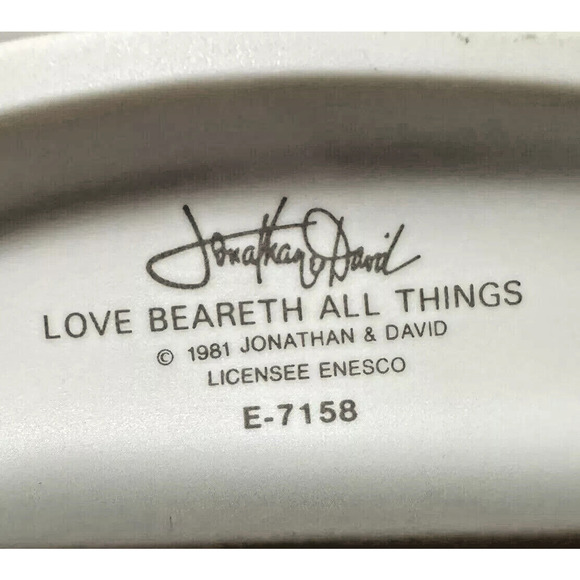 Jonathan & David
LOVE BEARETH ALL THINGS
© 1981 JONATHAN & DAVID
LICENSEE ENESCO
E-7158